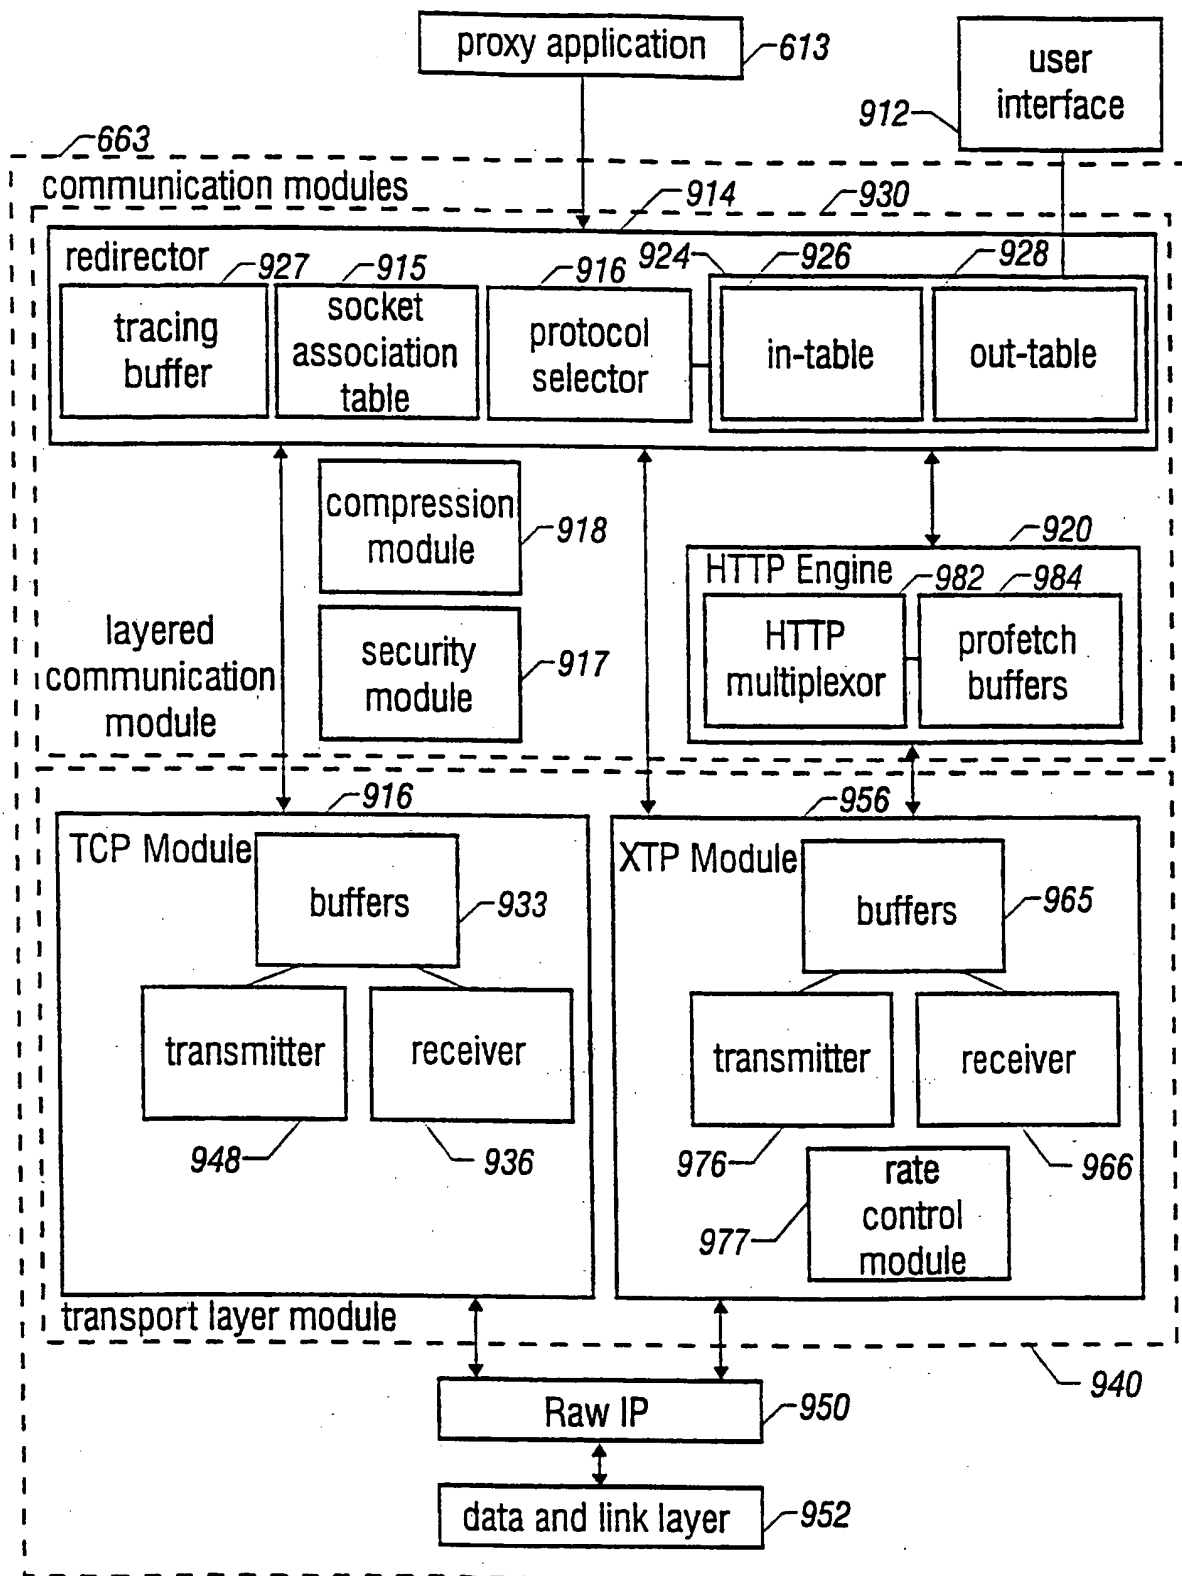 proxy application
613
user
interface
912
663
communication modules
914
930
redirector
927
915
916
924
926
928
tracing
buffer
socket
association
table
protocol
selector
in-table
out-table
compression
module
918
920
HTTP Engine
982
984
HTTP
multiplexor
profetch
buffers
layered
communication
module
security
module
917
916
956
TCP Module
buffers
933
XTP Module
buffers
965
transmitter
receiver
transmitter
receiver
948
936
976
966
rate
control
module
977
transport layer module
940
Raw IP
950
data and link layer
952